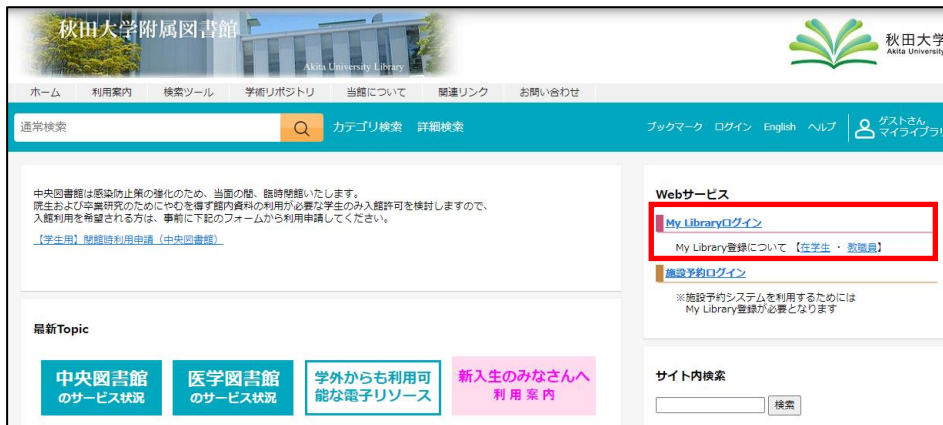 秋田大学附属図書館
Akita University Library
秋田大学
Akita University
ホーム 利用案内 検索ツール 学術リポジトリ 当館について 関連リンク お問い合わせ
通常検索 カテゴリ検索 詳細検索 ブックマーク ログイン English ヘルプ ゲストさん
マイライブラリ
中央図書館は感染防止策の強化のため、当面の間、臨時閉館いたします。
院生および卒業研究のためにやむを得ず館内資料の利用が必要な学生のみ入館許可を検討しますので、
入館利用を希望される方は、事前に下記のフォームから利用申請してください。
【学生用】閉館時利用申請（中央図書館）
Webサービス
My Libraryログイン
My Library登録について 【在学生 ・ 教職員】
施設予約ログイン
※施設予約システムを利用するためには
My Library登録が必要となります
最新Topic
中央図書館
のサービス状況
医学図書館
のサービス状況
学外からも利用可
能な電子リソース
新入生のみなさんへ
利用案内
サイト内検索
検索